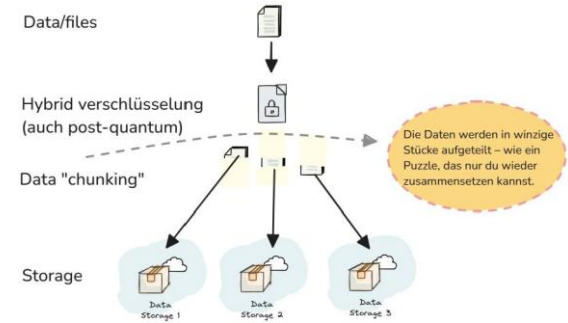 Data/files
Hybrid verschlüsselung
(auch post-quantum)
Die Daten werden in winzige
Stücke aufgeteilt – wie ein
Puzzle, das nur du wieder
zusammensetzen kannst.
Data "chunking"
Storage
Data
Storage 1
Data
Storage 2
Data
Storage 3